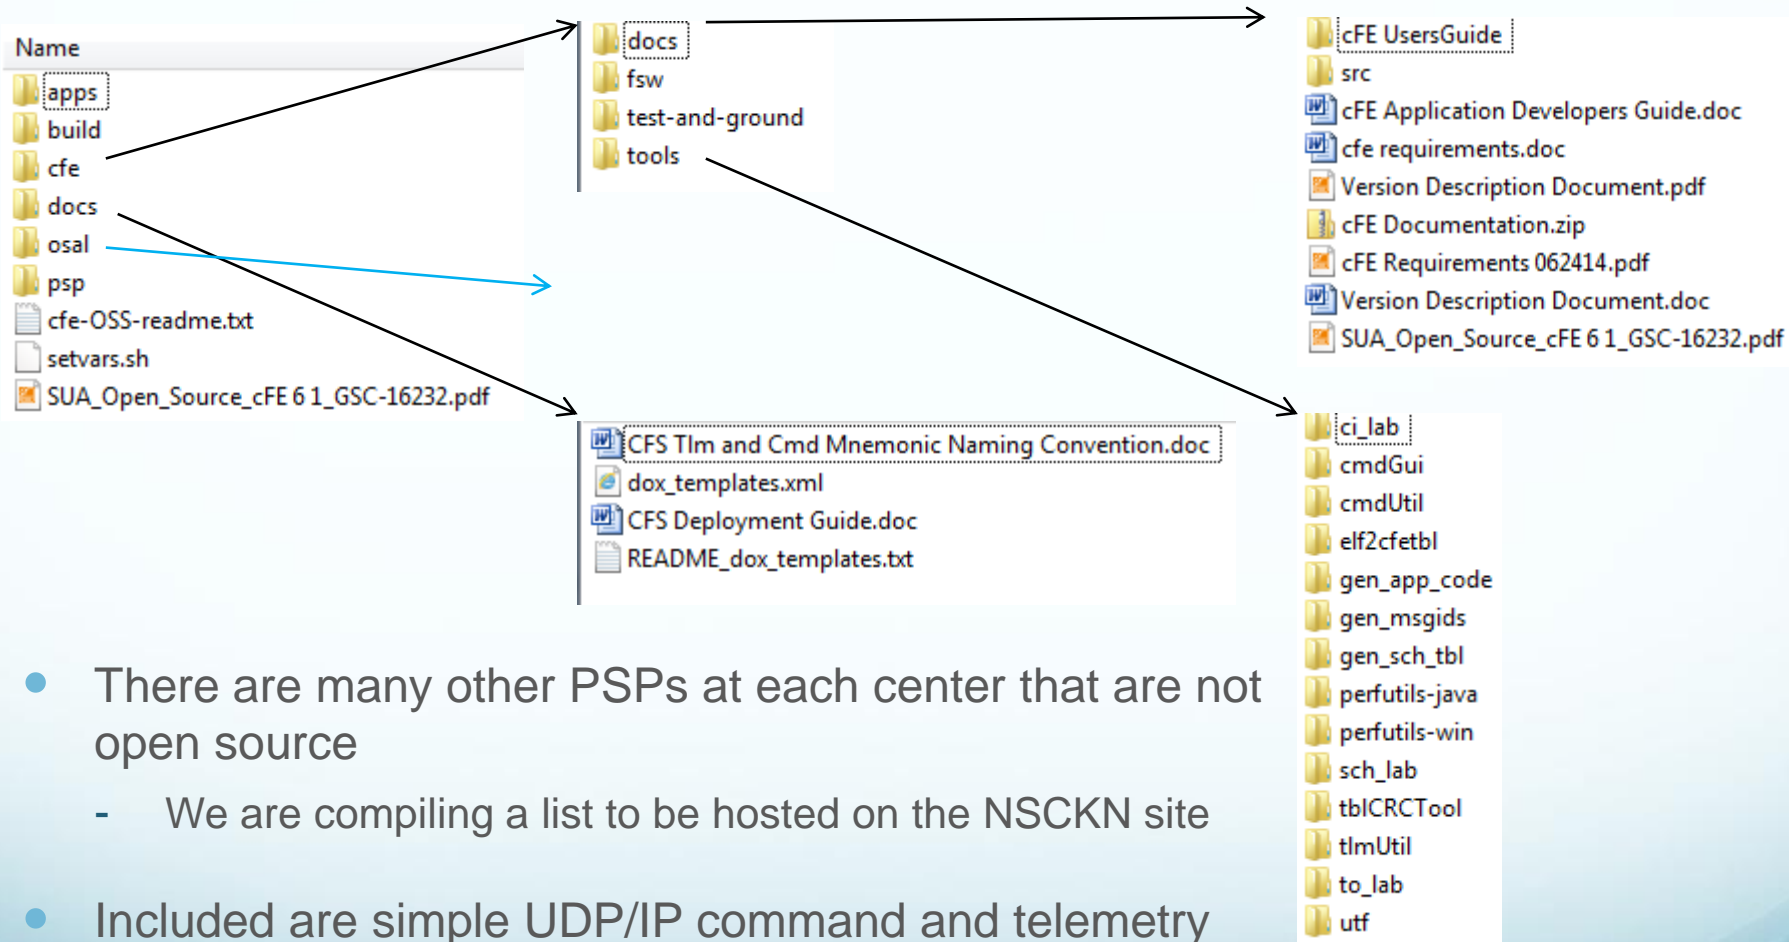 Name
apps
build
cfe
docs
osal
psp
cfe-OSS-readme.txt
setvars.sh
SUA_Open_Source_cFE 6 1_GSC-16232.pdf
docs
fsw
test-and-ground
tools
cFE UsersGuide
src
cFE Application Developers Guide.doc
cfe requirements.doc
Version Description Document.pdf
cFE Documentation.zip
cFE Requirements 062414.pdf
Version Description Document.doc
SUA_Open_Source_cFE 6 1_GSC-16232.pdf
CFS Tlm and Cmd Mnemonic Naming Convention.doc
dox_templates.xml
CFS Deployment Guide.doc
README_dox_templates.txt
ci_lab
cmdGui
cmdUtil
elf2cfetbl
gen_app_code
gen_msgids
gen_sch_tbl
perfutils-java
perfutils-win
sch_lab
tblCRCTool
tlmUtil
to_lab
utf
• There are many other PSPs at each center that are not
open source
- We are compiling a list to be hosted on the NSCKN site
• Included are simple UDP/IP command and telemetry